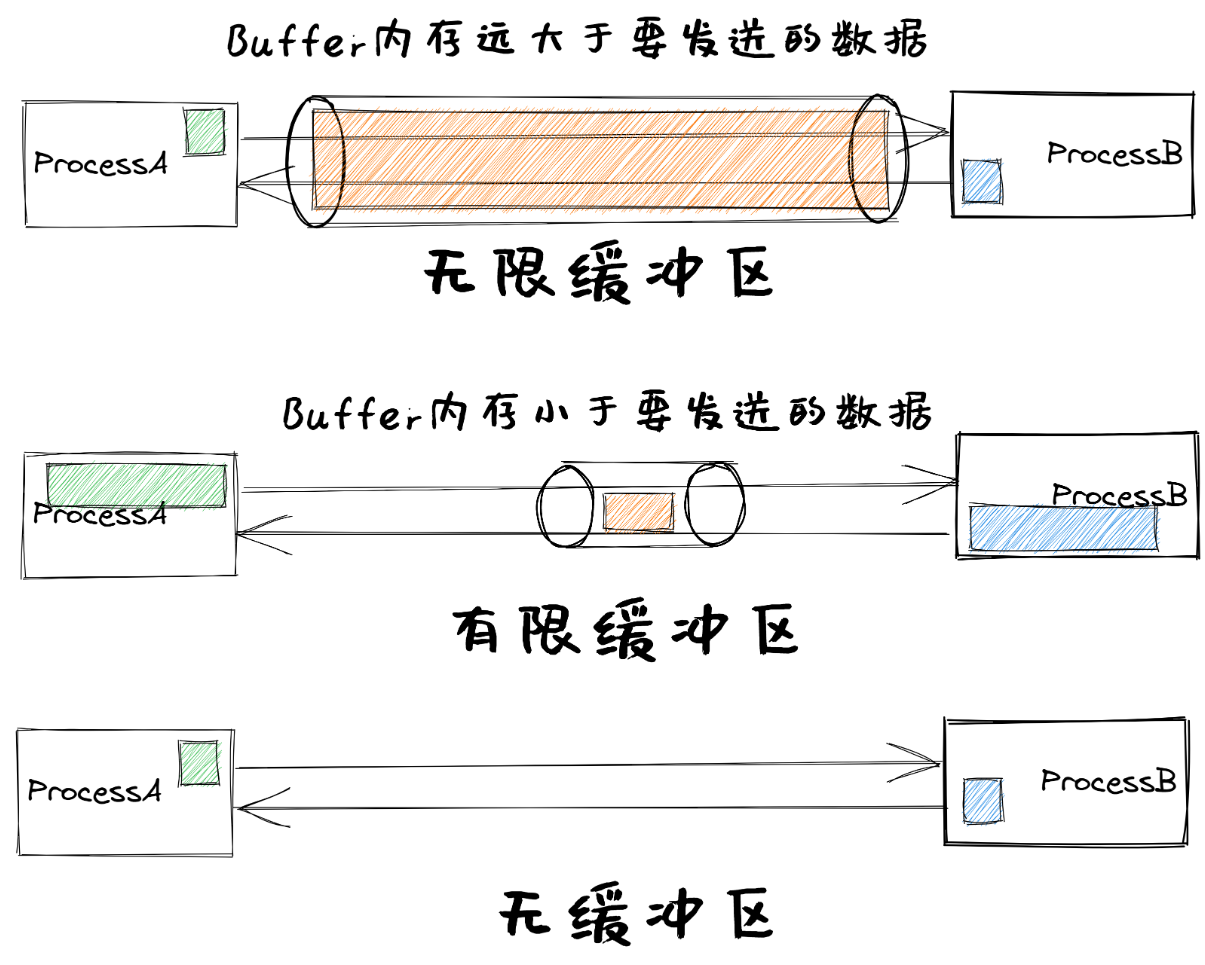 Buffer内存远大于要发送的数据
ProcessA
ProcessB
无限缓冲区
Buffer内存小于要发送的数据
ProcessA
ProcessB
有限缓冲区
ProcessA
ProcessB
无缓冲区